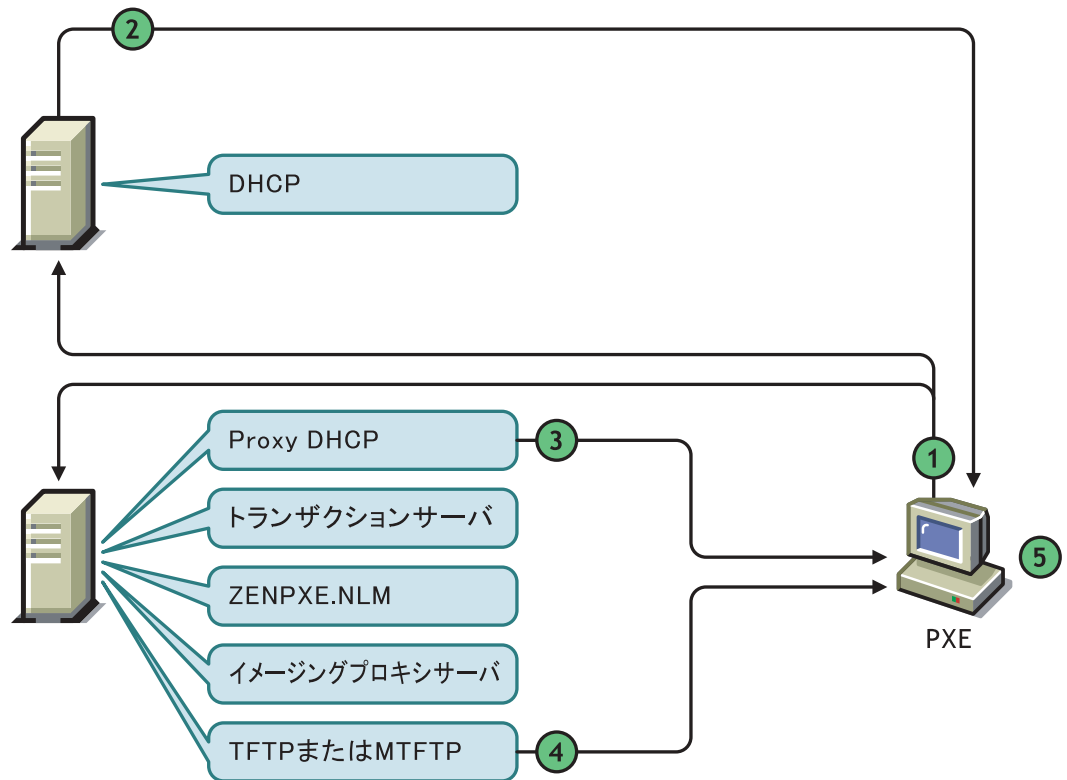 2
DHCP
Proxy DHCP
3
1
トランザクションサーバ
5
ZENPXE.NLM
PXE
イメージングプロキシサーバ
TFTPまたはMTFTP
4